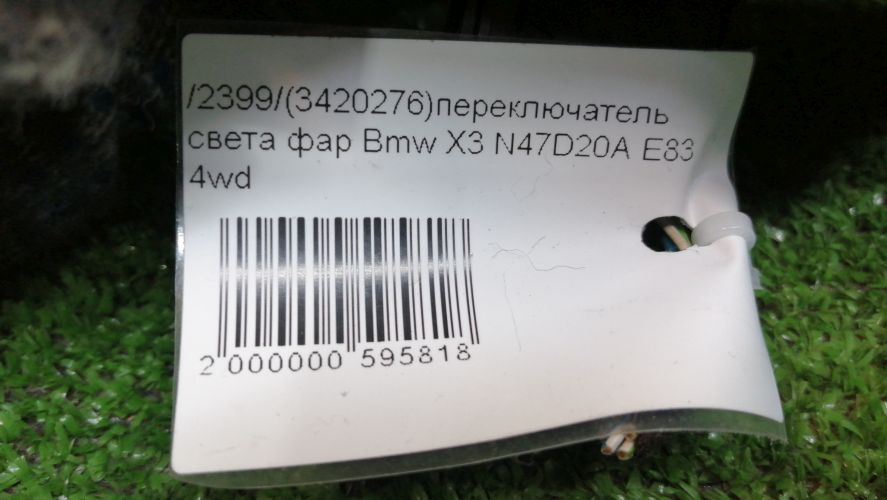 /2399/(3420276)переключатель
света фар Bmw X3 N47D20A E83
4wd
2 000000 595818